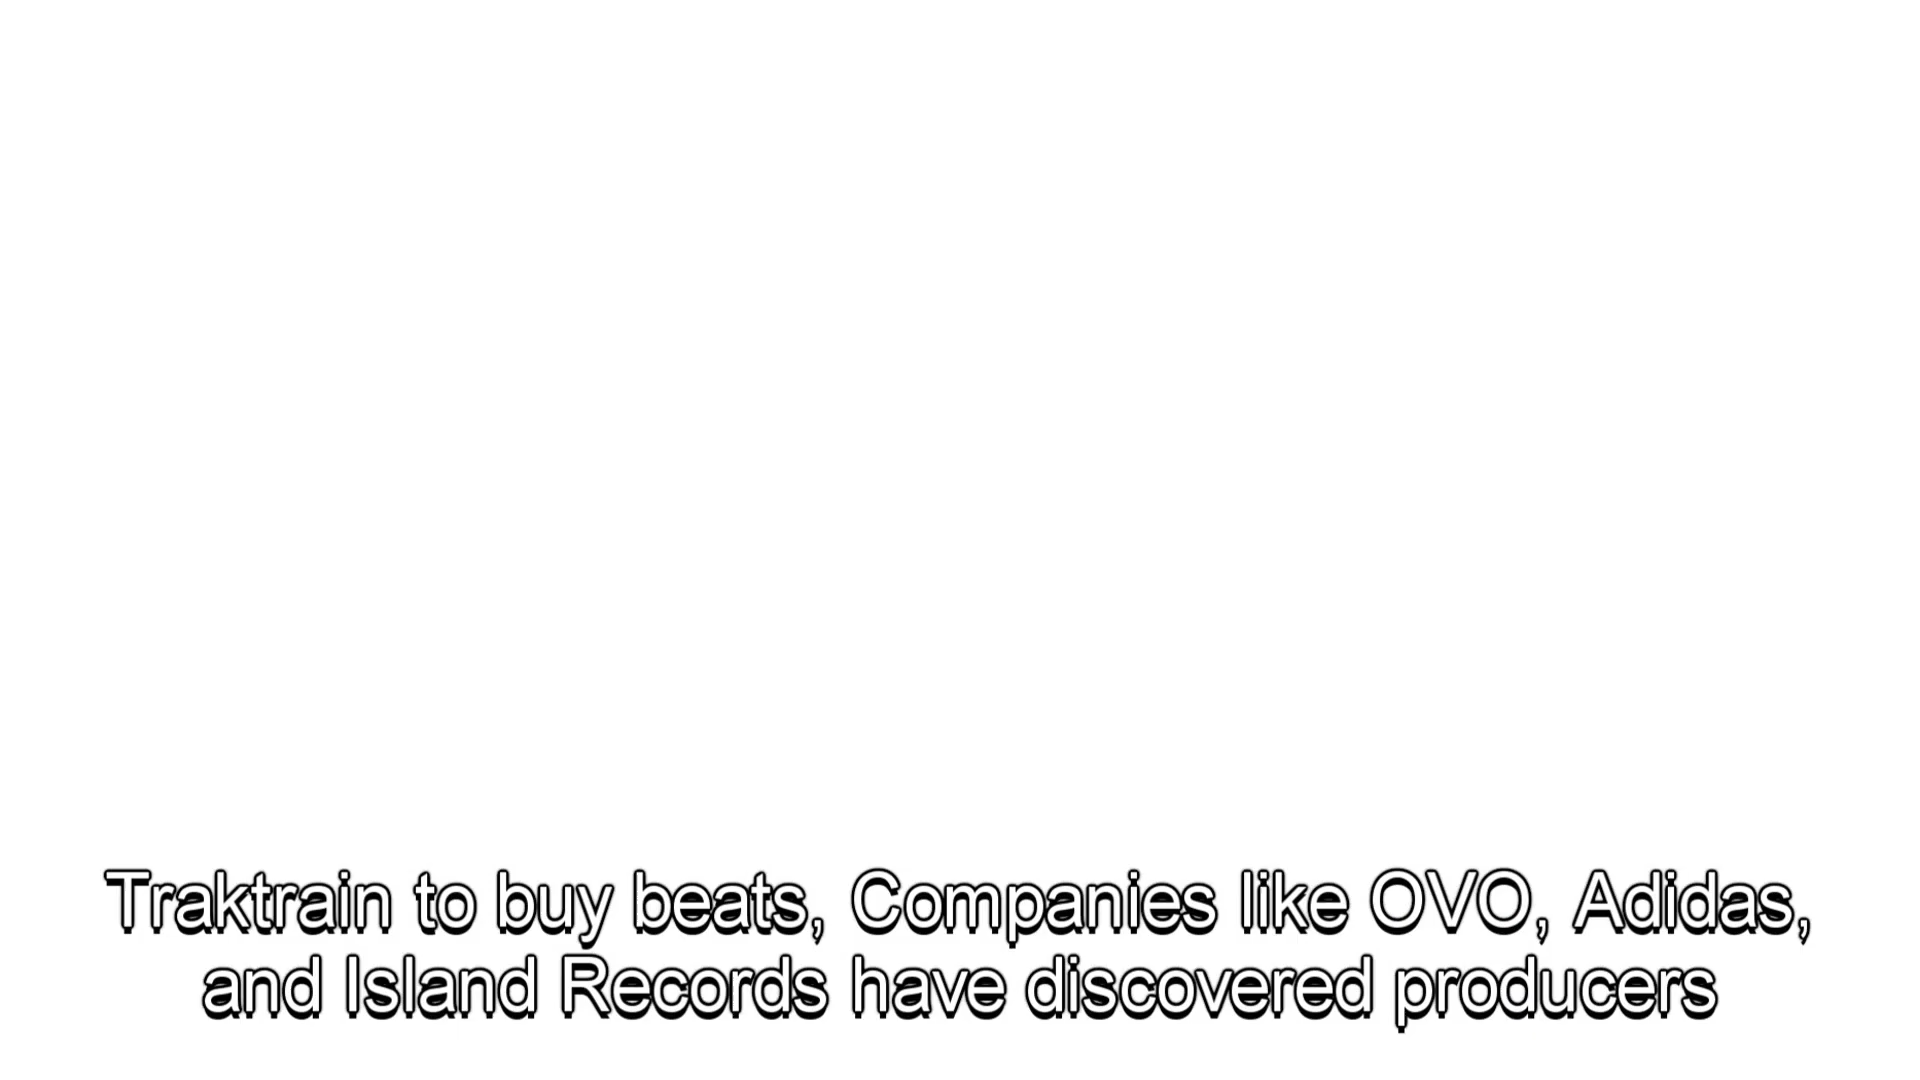 Traktrain to buy beats, Companies like OVO, Adidas,
and Island Records have discovered producers